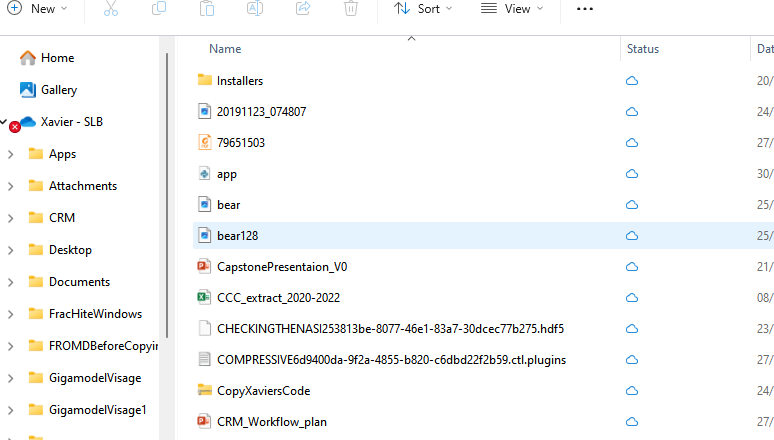 New Sort View
Name Status Dat
Home
Gallery
Xavier - SLB
Apps
Attachments
CRM
Desktop
Documents
FracHiteWindows
FROMDBeforeCopyin
GigamodelVisage
GigamodelVisage1
Installers 20/
20191123_074807 24/
79651503 27/
app 30/
bear 25/
bear128 25/
CapstonePresentaion_V0 21/
CCC_extract_2020-2022 08/
CHECKINGTHENASI253813be-8077-46e1-83a7-30dcec77b275.hdf5 23/
COMPRESSIVE6d9400da-9f2a-4855-b820-c6dbd22f2b59.ctl.plugins 27/
CopyXaviersCode 24/
CRM_Workflow_plan 27/